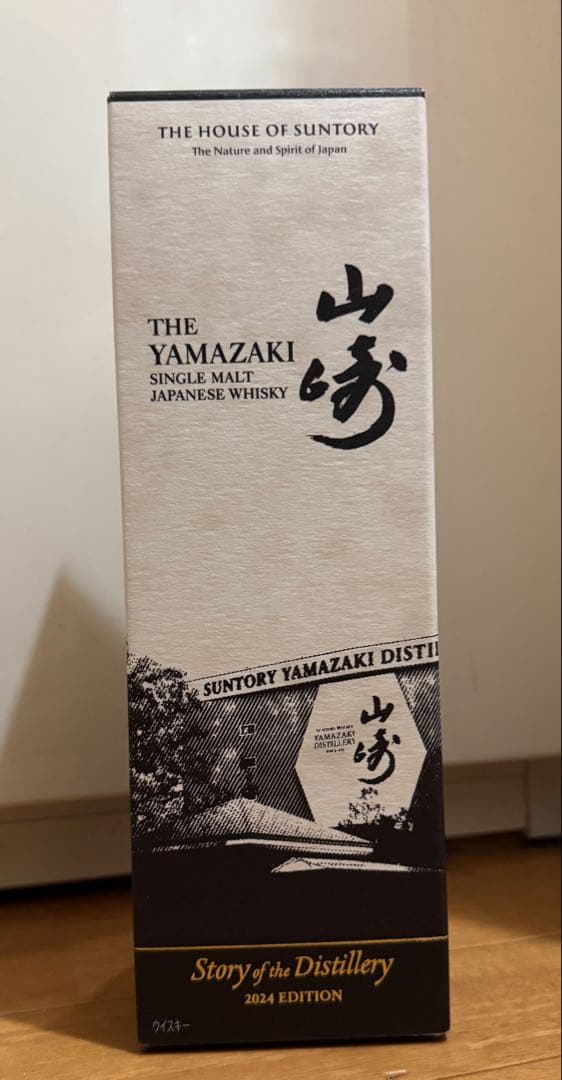 THE HOUSE OF SUNTORY
The Nature and Spirit of Japan
山崎
THE
YAMAZAKI
SINGLE MALT
JAPANESE WHISKY
SUNTORY YAMAZAKI DISTI
山崎
YAMAZAKI
DISTILLERY
Story of the Distillery
2024 EDITION
ウイスキー